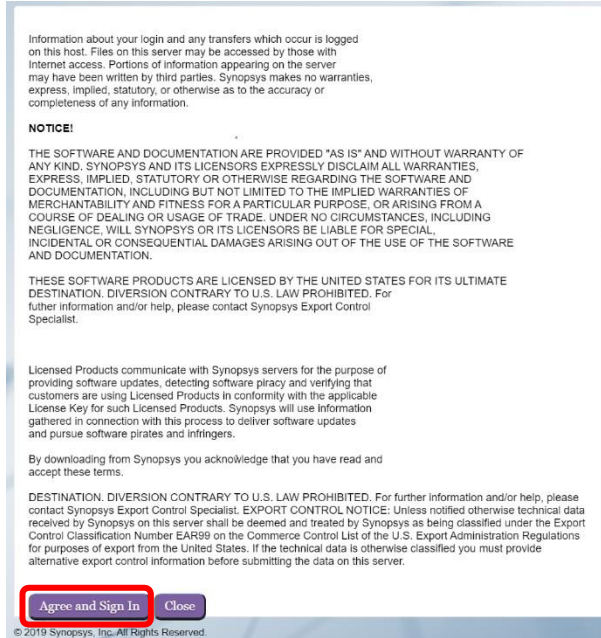 Information about your login and any transfers which occur is logged
on this host. Files on this server may be accessed by those with
Internet access. Portions of information appearing on the server
may have been written by third parties. Synopsys makes no warranties,
express, implied, statutory, or otherwise as to the accuracy or
completeness of any information.
NOTICE!
THE SOFTWARE AND DOCUMENTATION ARE PROVIDED "AS IS" AND WITHOUT WARRANTY OF
ANY KIND. SYNOPSYS AND ITS LICENSORS EXPRESSLY DISCLAIM ALL WARRANTIES,
EXPRESS, IMPLIED, STATUTORY OR OTHERWISE REGARDING THE SOFTWARE AND
DOCUMENTATION, INCLUDING BUT NOT LIMITED TO THE IMPLIED WARRANTIES OF
MERCHANTABILITY AND FITNESS FOR A PARTICULAR PURPOSE, OR ARISING FROM A
COURSE OF DEALING OR USAGE OF TRADE. UNDER NO CIRCUMSTANCES, INCLUDING
NEGLIGENCE, WILL SYNOPSYS OR ITS LICENSORS BE LIABLE FOR SPECIAL,
INCIDENTAL OR CONSEQUENTIAL DAMAGES ARISING OUT OF THE USE OF THE SOFTWARE
AND DOCUMENTATION.
THESE SOFTWARE PRODUCTS ARE LICENSED BY THE UNITED STATES FOR ITS ULTIMATE
DESTINATION. DIVERSION CONTRARY TO U.S. LAW PROHIBITED. For
futher information and/or help, please contact Synopsys Export Control
Specialist.
Licensed Products communicate with Synopsys servers for the purpose of
providing software updates, detecting software piracy and verifying that
customers are using Licensed Products in conformity with the applicable
License Key for such Licensed Products. Synopsys will use information
gathered in connection with this process to deliver software updates
and pursue software pirates and infringers.
By downloading from Synopsys you acknowledge that you have read and
accept these terms.
DESTINATION. DIVERSION CONTRARY TO U.S. LAW PROHIBITED. For further information and/or help, please
contact Synopsys Export Control Specialist. EXPORT CONTROL NOTICE: Unless notified otherwise technical data
received by Synopsys on this server shall be deemed and treated by Synopsys as being classified under the Export
Control Classification Number EAR99 on the Commerce Control List of the U.S. Export Administration Regulations
for purposes of export from the United States. If the technical data is otherwise classified you must provide
alternative export control information before submitting the data on this server.
Agree and Sign In Close
© 2019 Synopsys, Inc. All Rights Reserved.